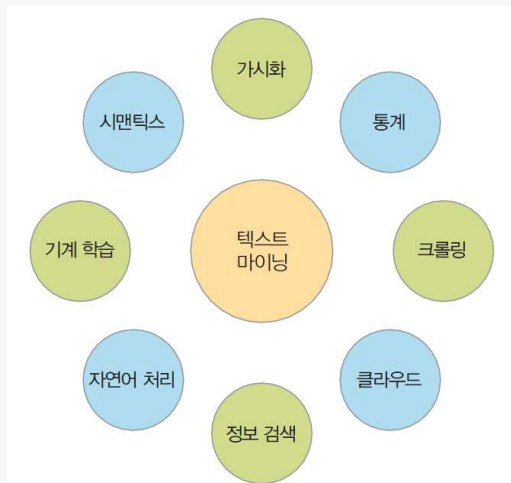 가시화
시맨틱스
통계
기계 학습
텍스트
마이닝
크롤링
자연어 처리
클라우드
정보 검색